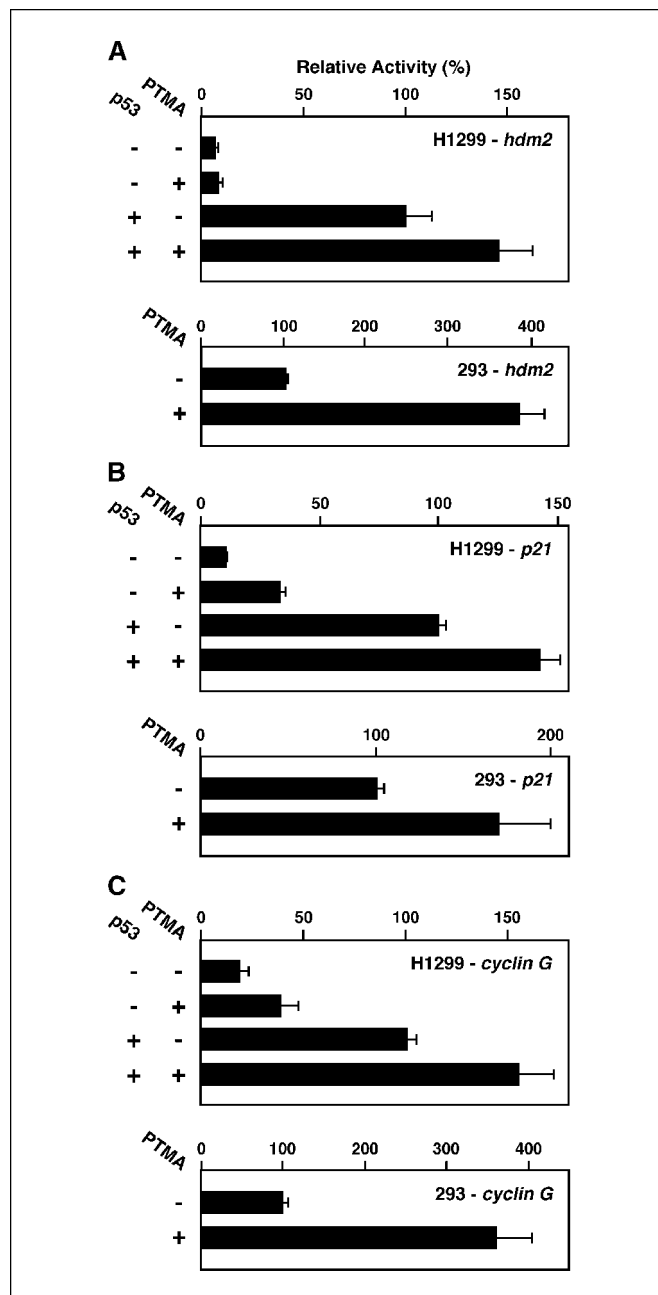 A
Relative Activity (%)
p53 PTMA 0 50 100 150
H1299 - hdm2
- -
- +
+ -
+ +
PTMA 0 100 200 300 400
293 - hdm2
-
+
B
p53 PTMA 0 50 100 150
H1299 - p21
- -
- +
+ -
+ +
PTMA 0 100 200
293 - p21
-
+
C
p53 PTMA 0 50 100 150
H1299 - cyclin G
- -
- +
+ -
+ +
PTMA 0 100 200 300 400
293 - cyclin G
-
+